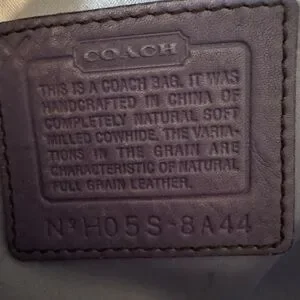 COACH
THIS IS A COACH BAG. IT WAS
HANDCRAFTED IN CHINA OF
COMPLETELY NATURAL SOFT
MILLED COWHIDE. THE VARIA-
TIONS IN THE GRAIN ARE
CHARACTERISTIC OF NATURAL
FULL GRAIN LEATHER.
Nº H05S-8A44